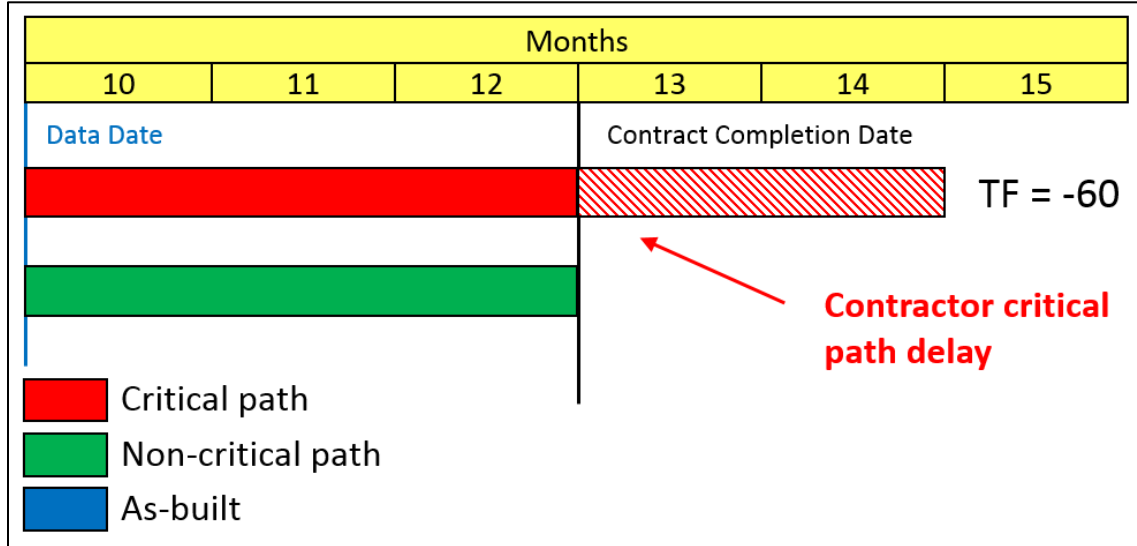 Months
10 11 12 13 14 15
Data Date Contract Completion Date
TF = -60
Contractor critical
path delay
Critical path
Non-critical path
As-built